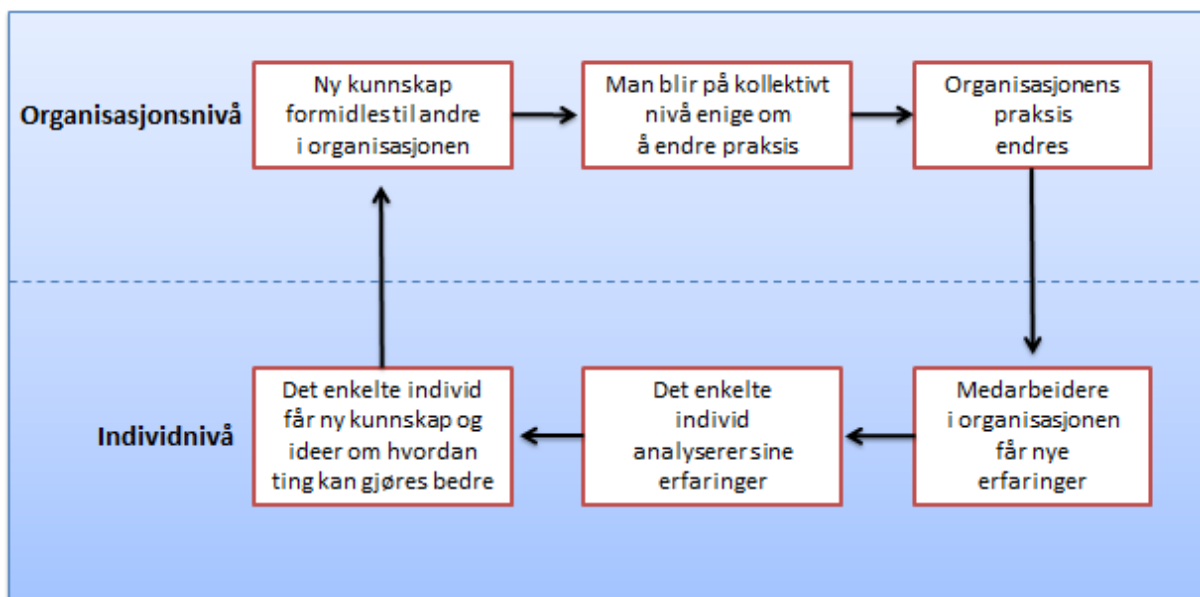 Organisasjonsnivå
Ny kunnskap
formidles til andre
i organisasjonen
Man blir på kollektivt
nivå enige om
å endre praksis
Organisasjonens
praksis
endres
Individnivå
Det enkelte individ
får ny kunnskap og
ideer om hvordan
ting kan gjøres bedre
Det enkelte
individ
analyserer sine
erfaringer
Medarbeidere
i organisasjonen
får nye
erfaringer